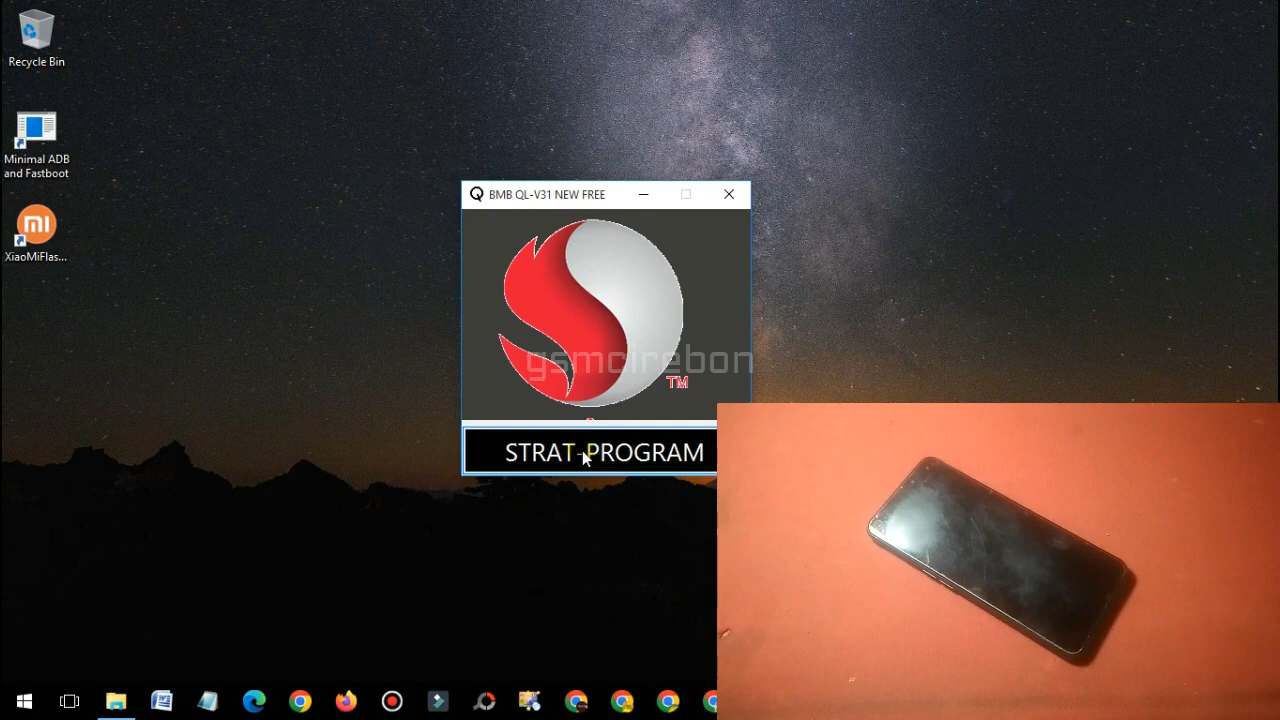 Recycle Bin
Minimal ADB
and Fastboot
XiaoMiFlas...
BMB QL-V31 NEW FREE
gsmcirebon
TM
STRAT-PROGRAM